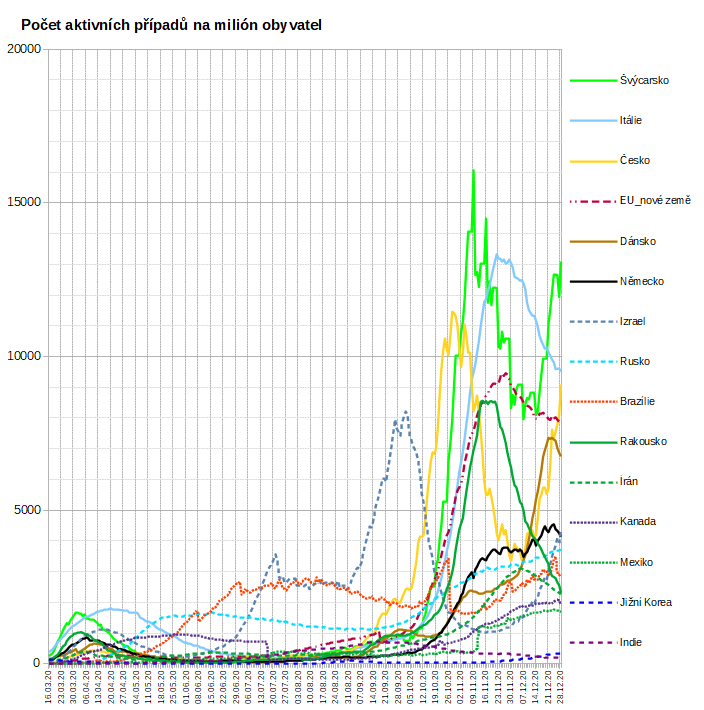 Počet aktivních případů na milión obyvatel
20000
15000
10000
5000
0
Švýcarsko
Itálie
Česko
EU_nové země
Dánsko
Německo
Izrael
Rusko
Brazílie
Rakousko
Írán
Kanada
Mexiko
Jižní Korea
Indie
16.03.20
23.03.20
30.03.20
06.04.20
13.04.20
20.04.20
27.04.20
04.05.20
11.05.20
18.05.20
25.05.20
01.06.20
08.06.20
15.06.20
22.06.20
29.06.20
06.07.20
13.07.20
20.07.20
27.07.20
03.08.20
10.08.20
17.08.20
24.08.20
31.08.20
07.09.20
14.09.20
21.09.20
28.09.20
05.10.20
12.10.20
19.10.20
26.10.20
02.11.20
09.11.20
16.11.20
23.11.20
30.11.20
07.12.20
14.12.20
21.12.20
28.12.20